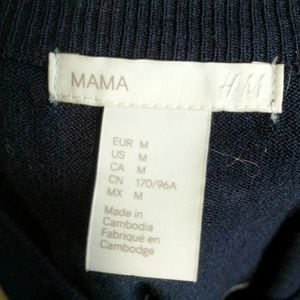 MAMA H&M
EUR M
US M
CA M
CN 170/96A
MX M
Made in
Cambodia
Fabriqué en
Cambodge